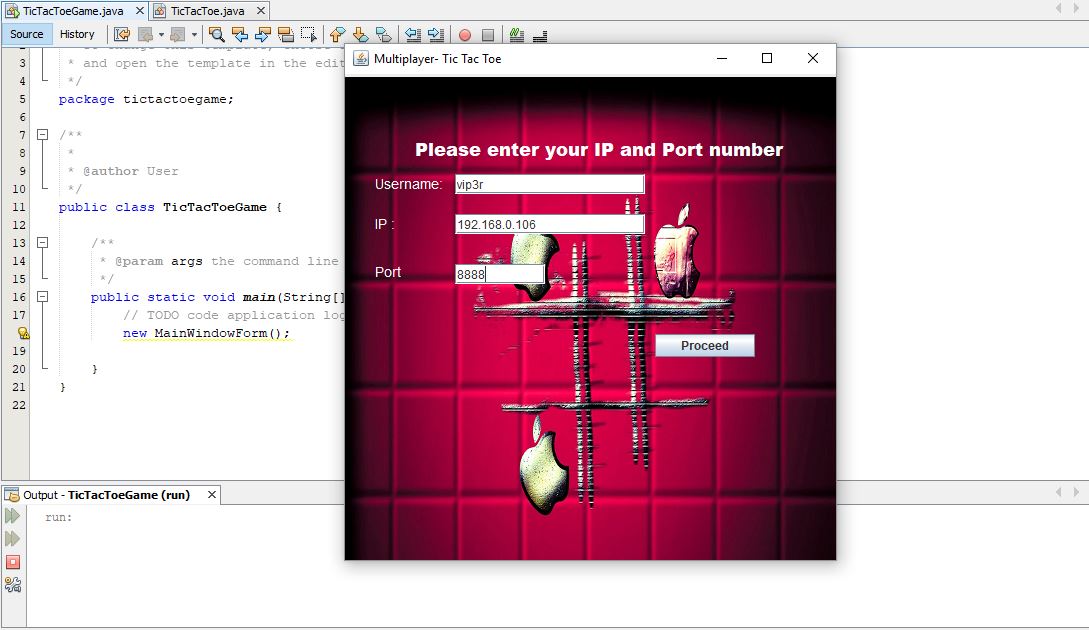 TicTacToeGame.java
TicTacToe.java
Source History
3 * and open the template in the edit
4 */
5 package tictactoegame;
6
7 /**
8 *
9 * @author User
10 */
11 public class TicTacToeGame {
12
13 /**
14 * @param args the command line
15 */
16 public static void main(String[]
17 // TODO code application log
new MainWindowForm();
19
20 }
21 }
22
Multiplayer- Tic Tac Toe
Please enter your IP and Port number
Username: vip3r
IP : 192.168.0.106
Port 8888
Proceed
Output - TicTacToeGame (run)
run: